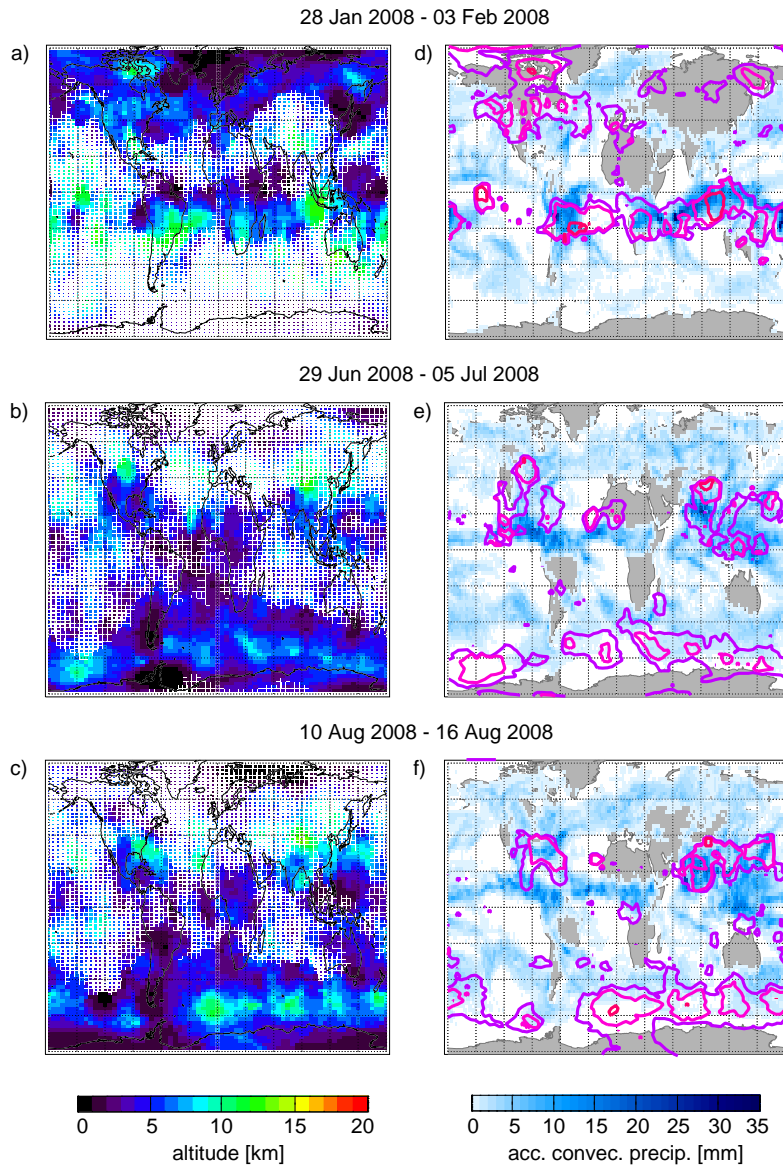 28 Jan 2008 - 03 Feb 2008
a)
d)
29 Jun 2008 - 05 Jul 2008
b)
e)
10 Aug 2008 - 16 Aug 2008
c)
f)
0 5 10 15 20
altitude [km]
0 5 10 15 20 25 30 35
acc. convec. precip. [mm]